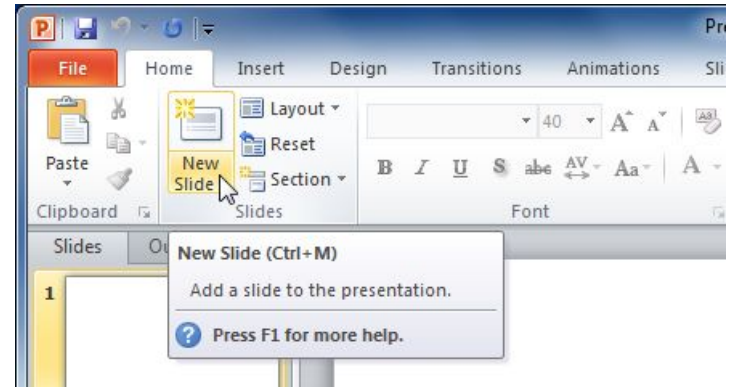 P
Pr
File Home Insert Design Transitions Animations Sli
Paste
New Slide
Layout
Reset
Section
40 A A Aa
B I U S abc AV Aa A
Clipboard Slides Font
Slides Ou
New Slide (Ctrl+M)
Add a slide to the presentation.
? Press F1 for more help.
1